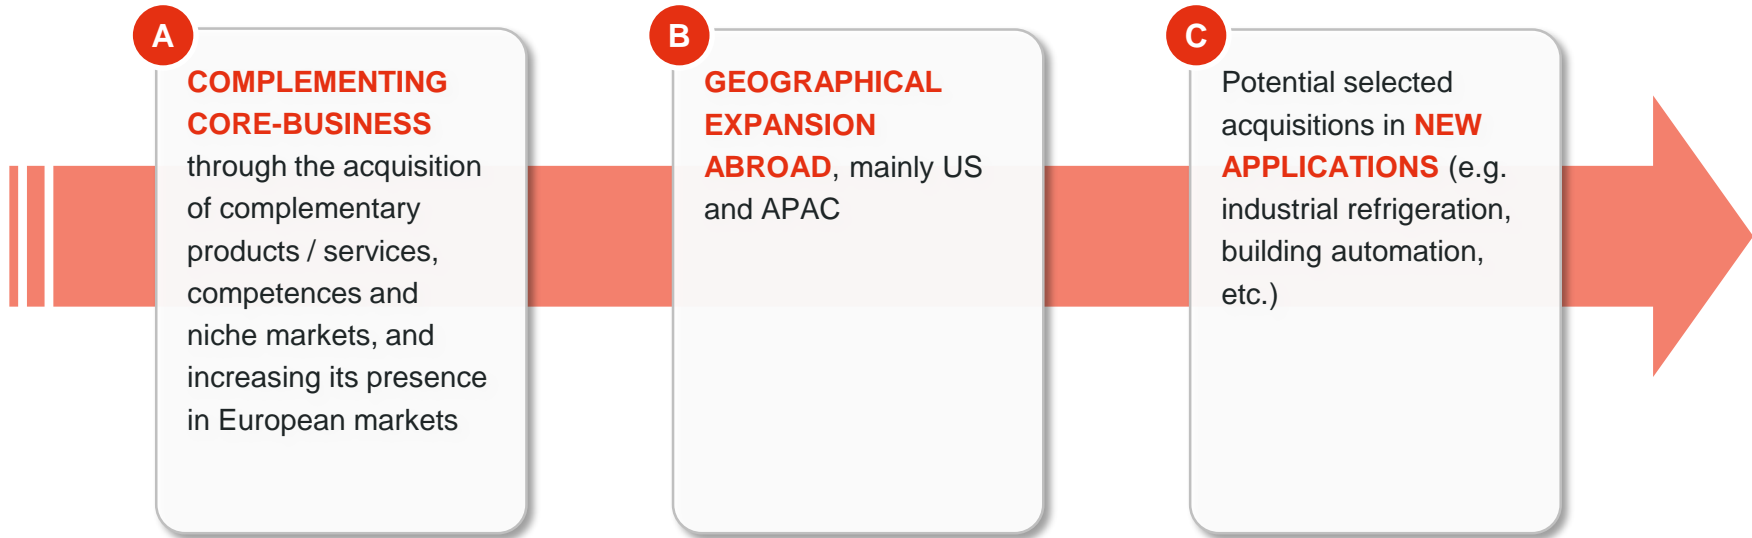 A
COMPLEMENTING
CORE-BUSINESS
through the acquisition
of complementary
products / services,
competences and
niche markets, and
increasing its presence
in European markets
B
GEOGRAPHICAL
EXPANSION
ABROAD, mainly US
and APAC
C
Potential selected
acquisitions in NEW
APPLICATIONS (e.g.
industrial refrigeration,
building automation,
etc.)